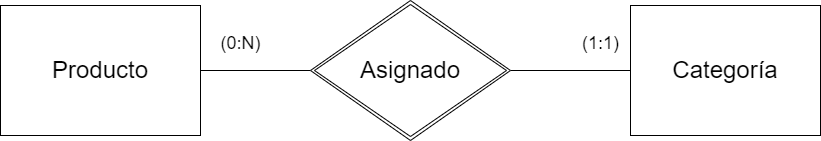 Producto
(0:N)
Asignado
(1:1)
Categoría